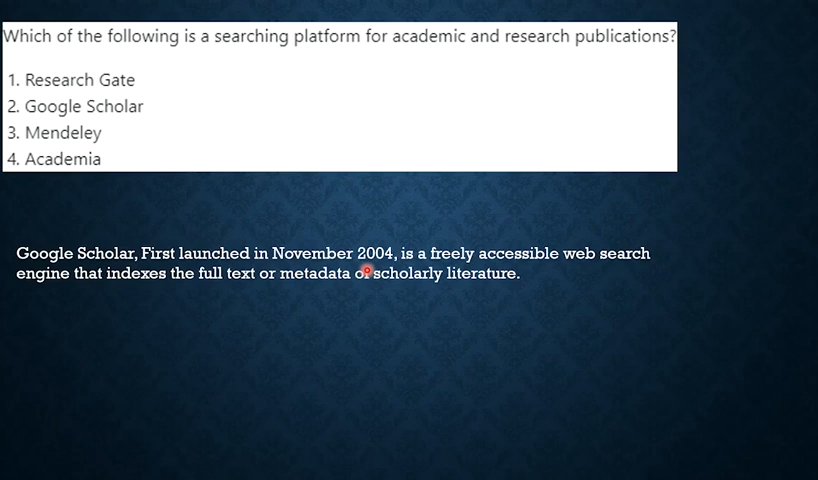 Which of the following is a searching platform for academic and research publications?
1. Research Gate
2. Google Scholar
3. Mendeley
4. Academia
Google Scholar, First launched in November 2004, is a freely accessible web search
engine that indexes the full text or metadata of scholarly literature.